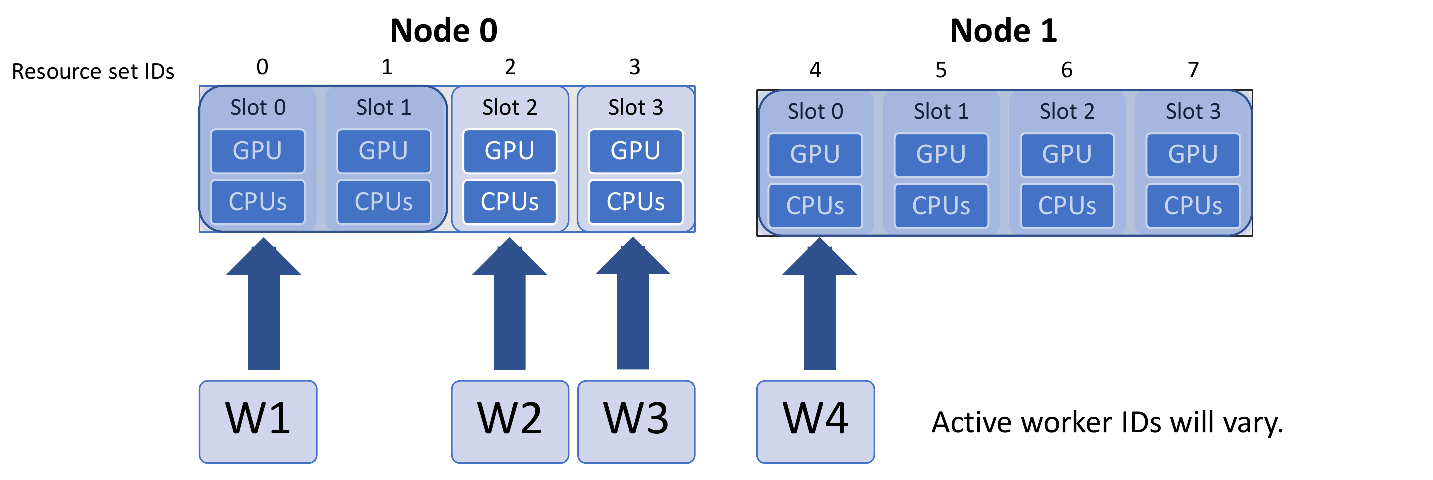 Node 0 Node 1
Resource set IDs 0 1 2 3 4 5 6 7
Slot 0 Slot 1 Slot 2 Slot 3 Slot 0 Slot 1 Slot 2 Slot 3
GPU GPU GPU GPU GPU GPU GPU GPU
CPUs CPUs CPUs CPUs CPUs CPUs CPUs CPUs
W1 W2 W3 W4 Active worker IDs will vary.